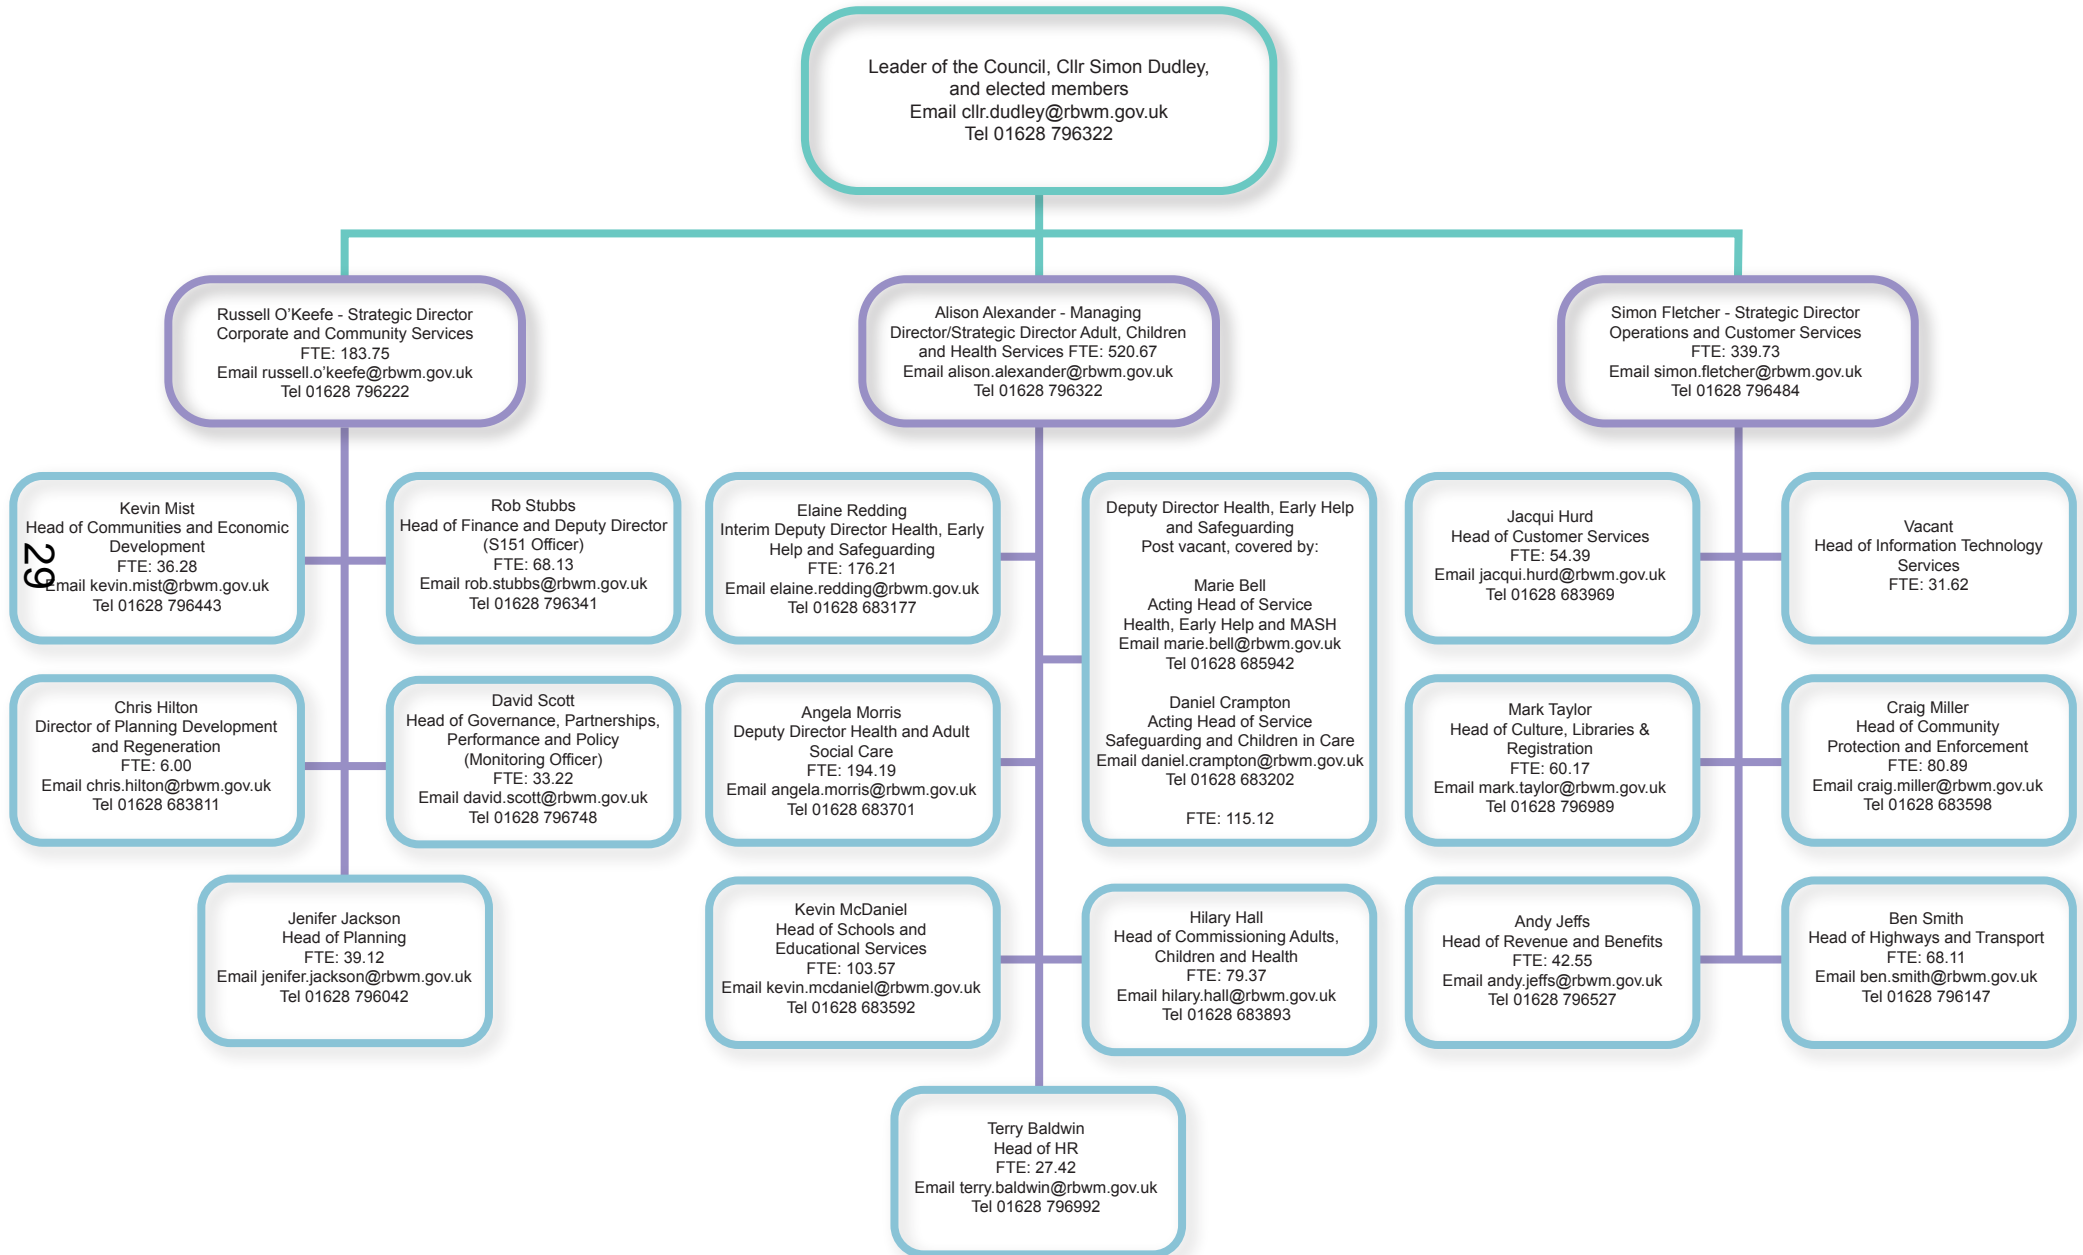 Leader of the Council, Cllr Simon Dudley,
and elected members
Email cllr.dudley@rbwm.gov.uk
Tel 01628 796322
Russell O’Keefe - Strategic Director
Corporate and Community Services
FTE: 183.75
Email russell.o’keefe@rbwm.gov.uk
Tel 01628 796222
Alison Alexander - Managing
Director/Strategic Director Adult, Children
and Health Services FTE: 520.67
Email alison.alexander@rbwm.gov.uk
Tel 01628 796322
Simon Fletcher - Strategic Director
Operations and Customer Services
FTE: 339.73
Email simon.fletcher@rbwm.gov.uk
Tel 01628 796484
Kevin Mist
Head of Communities and Economic
Development
FTE: 36.28
Email kevin.mist@rbwm.gov.uk
Tel 01628 796443
29
Rob Stubbs
Head of Finance and Deputy Director
(S151 Officer)
FTE: 68.13
Email rob.stubbs@rbwm.gov.uk
Tel 01628 796341
Elaine Redding
Interim Deputy Director Health, Early
Help and Safeguarding
FTE: 176.21
Email elaine.redding@rbwm.gov.uk
Tel 01628 683177
Deputy Director Health, Early Help
and Safeguarding
Post vacant, covered by:
Marie Bell
Acting Head of Service
Health, Early Help and MASH
Email marie.bell@rbwm.gov.uk
Tel 01628 685942
Daniel Crampton
Acting Head of Service
Safeguarding and Children in Care
Email daniel.crampton@rbwm.gov.uk
Tel 01628 683202
FTE: 115.12
Jacqui Hurd
Head of Customer Services
FTE: 54.39
Email jacqui.hurd@rbwm.gov.uk
Tel 01628 683969
Vacant
Head of Information Technology
Services
FTE: 31.62
Chris Hilton
Director of Planning Development
and Regeneration
FTE: 6.00
Email chris.hilton@rbwm.gov.uk
Tel 01628 683811
David Scott
Head of Governance, Partnerships,
Performance and Policy
(Monitoring Officer)
FTE: 33.22
Email david.scott@rbwm.gov.uk
Tel 01628 796748
Angela Morris
Deputy Director Health and Adult
Social Care
FTE: 194.19
Email angela.morris@rbwm.gov.uk
Tel 01628 683701
Mark Taylor
Head of Culture, Libraries &
Registration
FTE: 60.17
Email mark.taylor@rbwm.gov.uk
Tel 01628 796989
Craig Miller
Head of Community
Protection and Enforcement
FTE: 80.89
Email craig.miller@rbwm.gov.uk
Tel 01628 683598
Jenifer Jackson
Head of Planning
FTE: 39.12
Email jenifer.jackson@rbwm.gov.uk
Tel 01628 796042
Kevin McDaniel
Head of Schools and
Educational Services
FTE: 103.57
Email kevin.mcdaniel@rbwm.gov.uk
Tel 01628 683592
Hilary Hall
Head of Commissioning Adults,
Children and Health
FTE: 79.37
Email hilary.hall@rbwm.gov.uk
Tel 01628 683893
Andy Jeffs
Head of Revenue and Benefits
FTE: 42.55
Email andy.jeffs@rbwm.gov.uk
Tel 01628 796527
Ben Smith
Head of Highways and Transport
FTE: 68.11
Email ben.smith@rbwm.gov.uk
Tel 01628 796147
Terry Baldwin
Head of HR
FTE: 27.42
Email terry.baldwin@rbwm.gov.uk
Tel 01628 796992